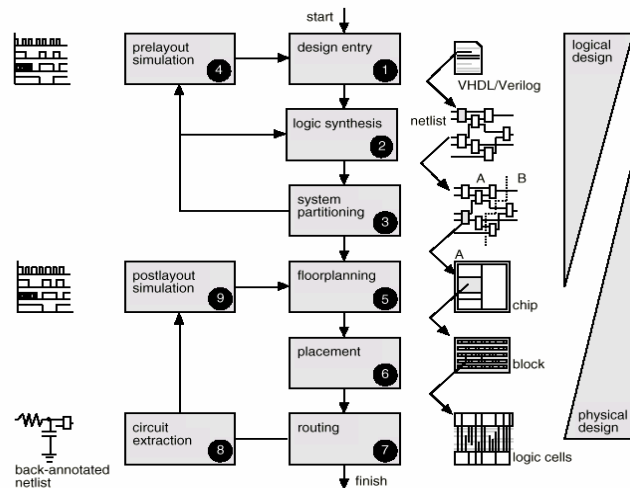 start
prelayout
simulation
4
design entry
1
VHDL/Verilog
logical
design
logic synthesis
2
netlist
system
partitioning
3
A
B
postlayout
simulation
9
floorplanning
5
A
chip
placement
6
block
circuit
extraction
8
routing
7
logic cells
physical
design
back-annotated
netlist
finish